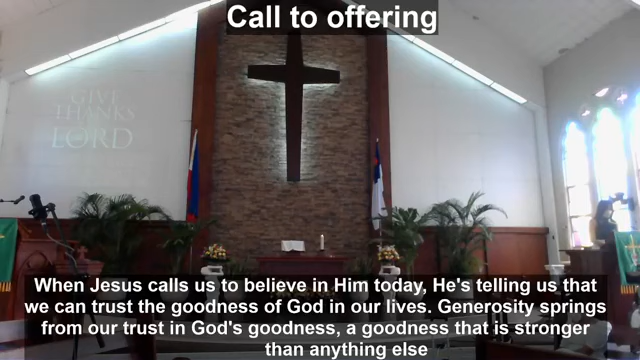 Call to offering
GIVE
THANKS
LORD
When Jesus calls us to believe in Him today, He's telling us that
we can trust the goodness of God in our lives. Generosity springs
from our trust in God's goodness, a goodness that is stronger
than anything else